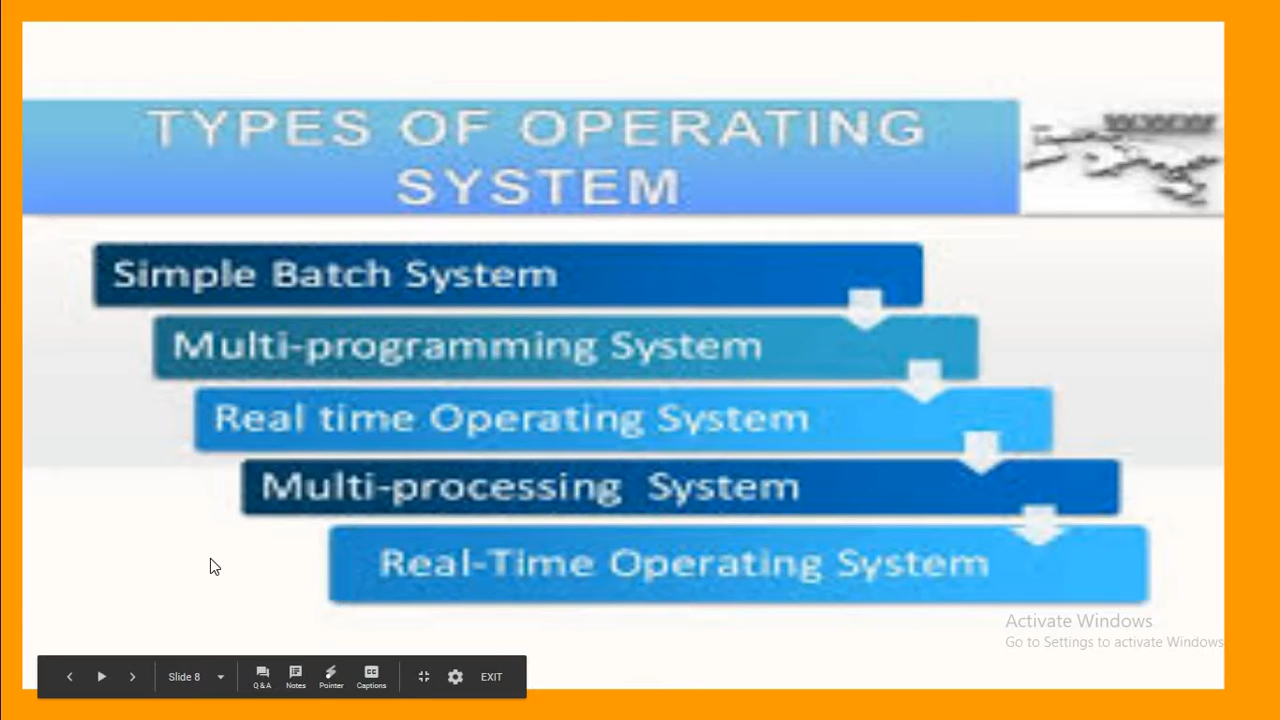 TYPES OF OPERATING
SYSTEM
Simple Batch System
Multi-programming System
Real time Operating System
Multi-processing System
Real-Time Operating System
Activate Windows
Go to Settings to activate Windows
Slide 8
Q & A
Notes
Pointer
CC
Captions
EXIT